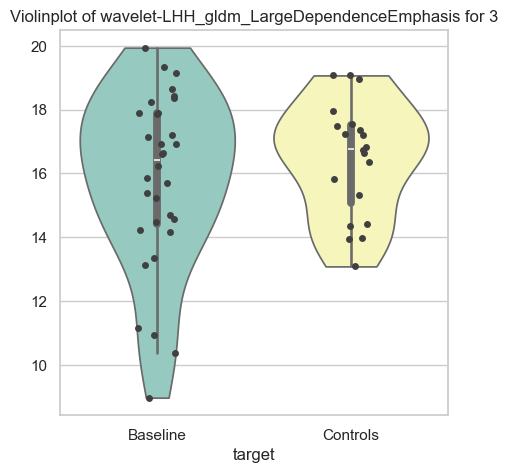 Violinplot of wavelet-LHH_gldm_LargeDependenceEmphasis for 3
20
18
16
14
12
10
Baseline Controls
target